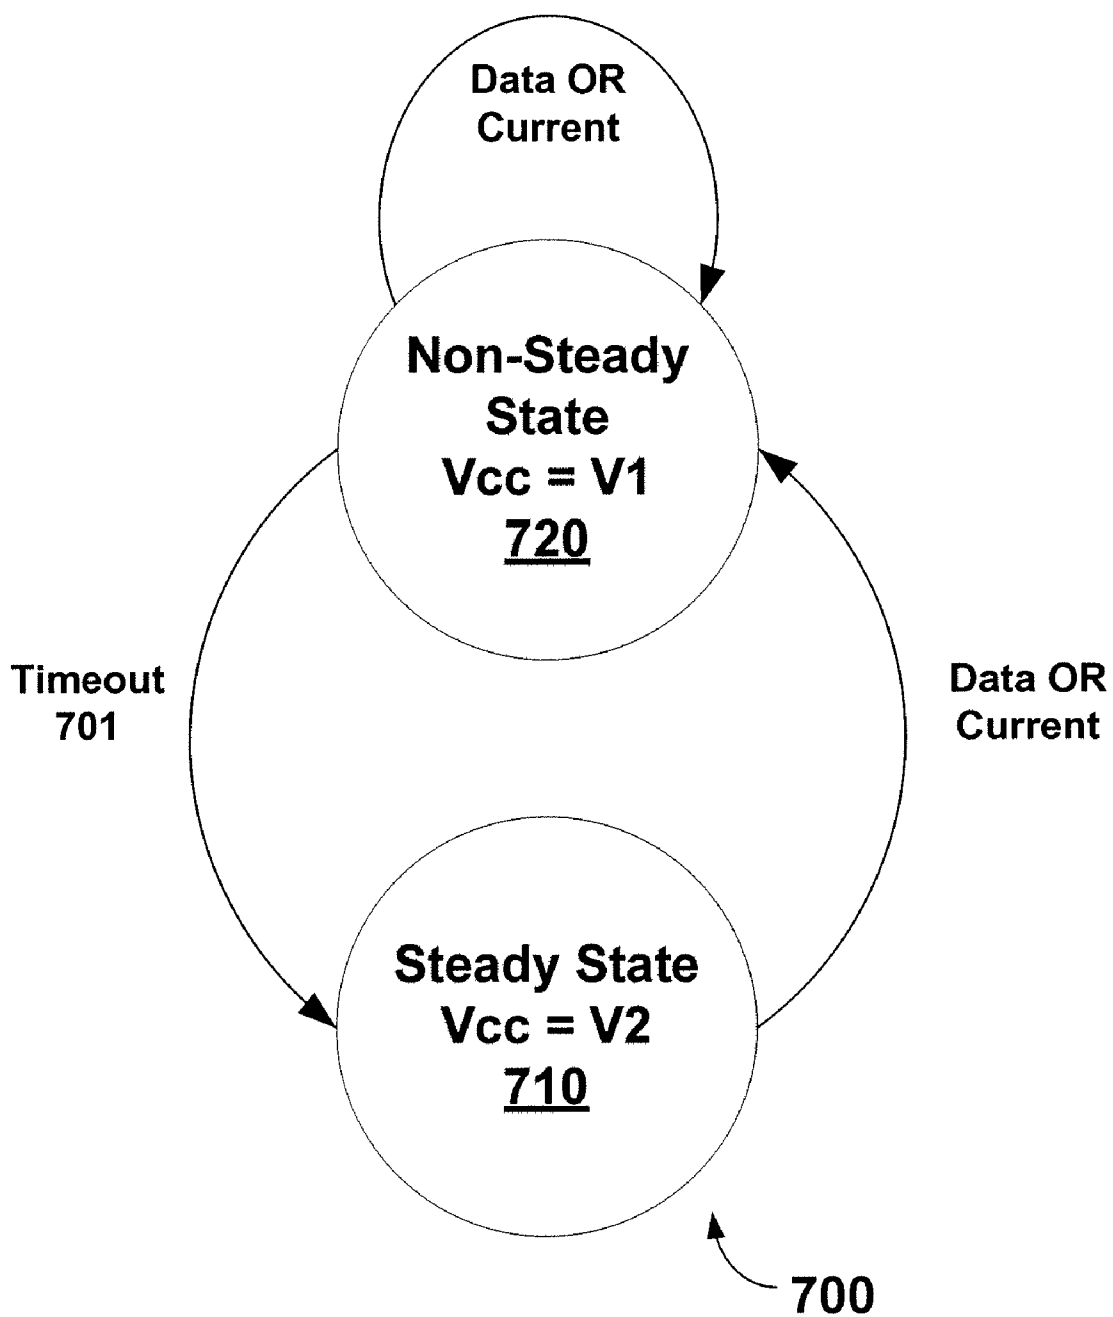 Data OR
Current
Non-Steady
State
Vcc = V1
720
Timeout
701
Data OR
Current
Steady State
Vcc = V2
710
700